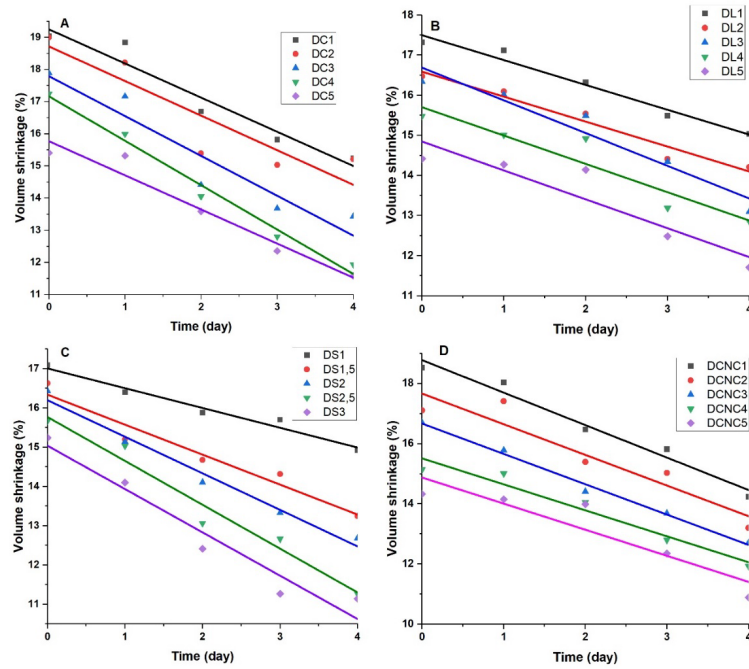 A
DC1
DC2
DC3
DC4
DC5
19
18
17
16
15
14
13
12
11
Volume shrinkage (%)
0 1 2 3 4
Time (day)
B
DL1
DL2
DL3
DL4
DL5
18
17
16
15
14
13
12
11
Volume shrinkage (%)
0 1 2 3 4
Time (day)
C
DS1
DS1,5
DS2
DS2,5
DS3
17
16
15
14
13
12
11
Volume shrinkage (%)
0 1 2 3 4
Time (day)
D
DCNC1
DCNC2
DCNC3
DCNC4
DCNC5
18
16
14
12
10
Volume shrinkage (%)
0 1 2 3 4
Time (day)